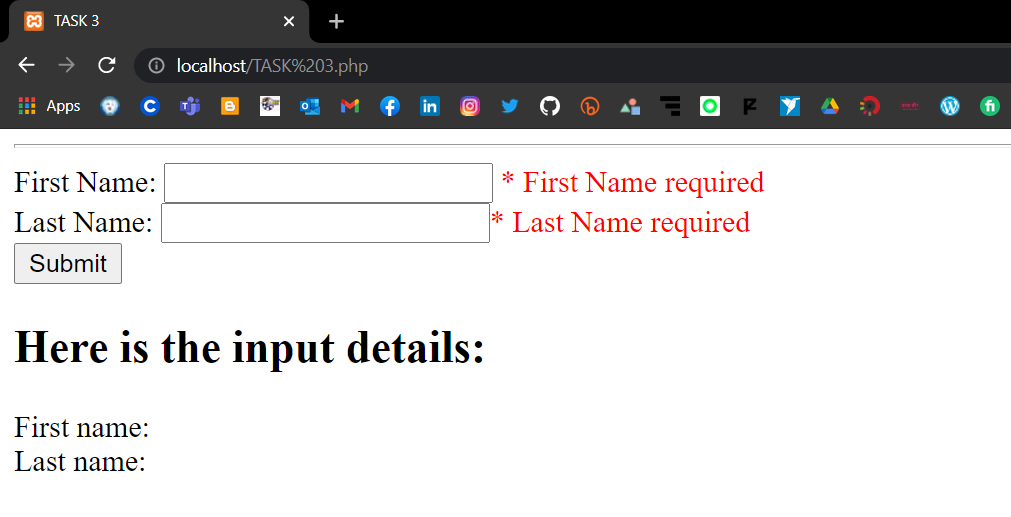 TASK 3
localhost/TASK%203.php
Apps
First Name: * First Name required
Last Name: * Last Name required
Submit
Here is the input details:
First name:
Last name: